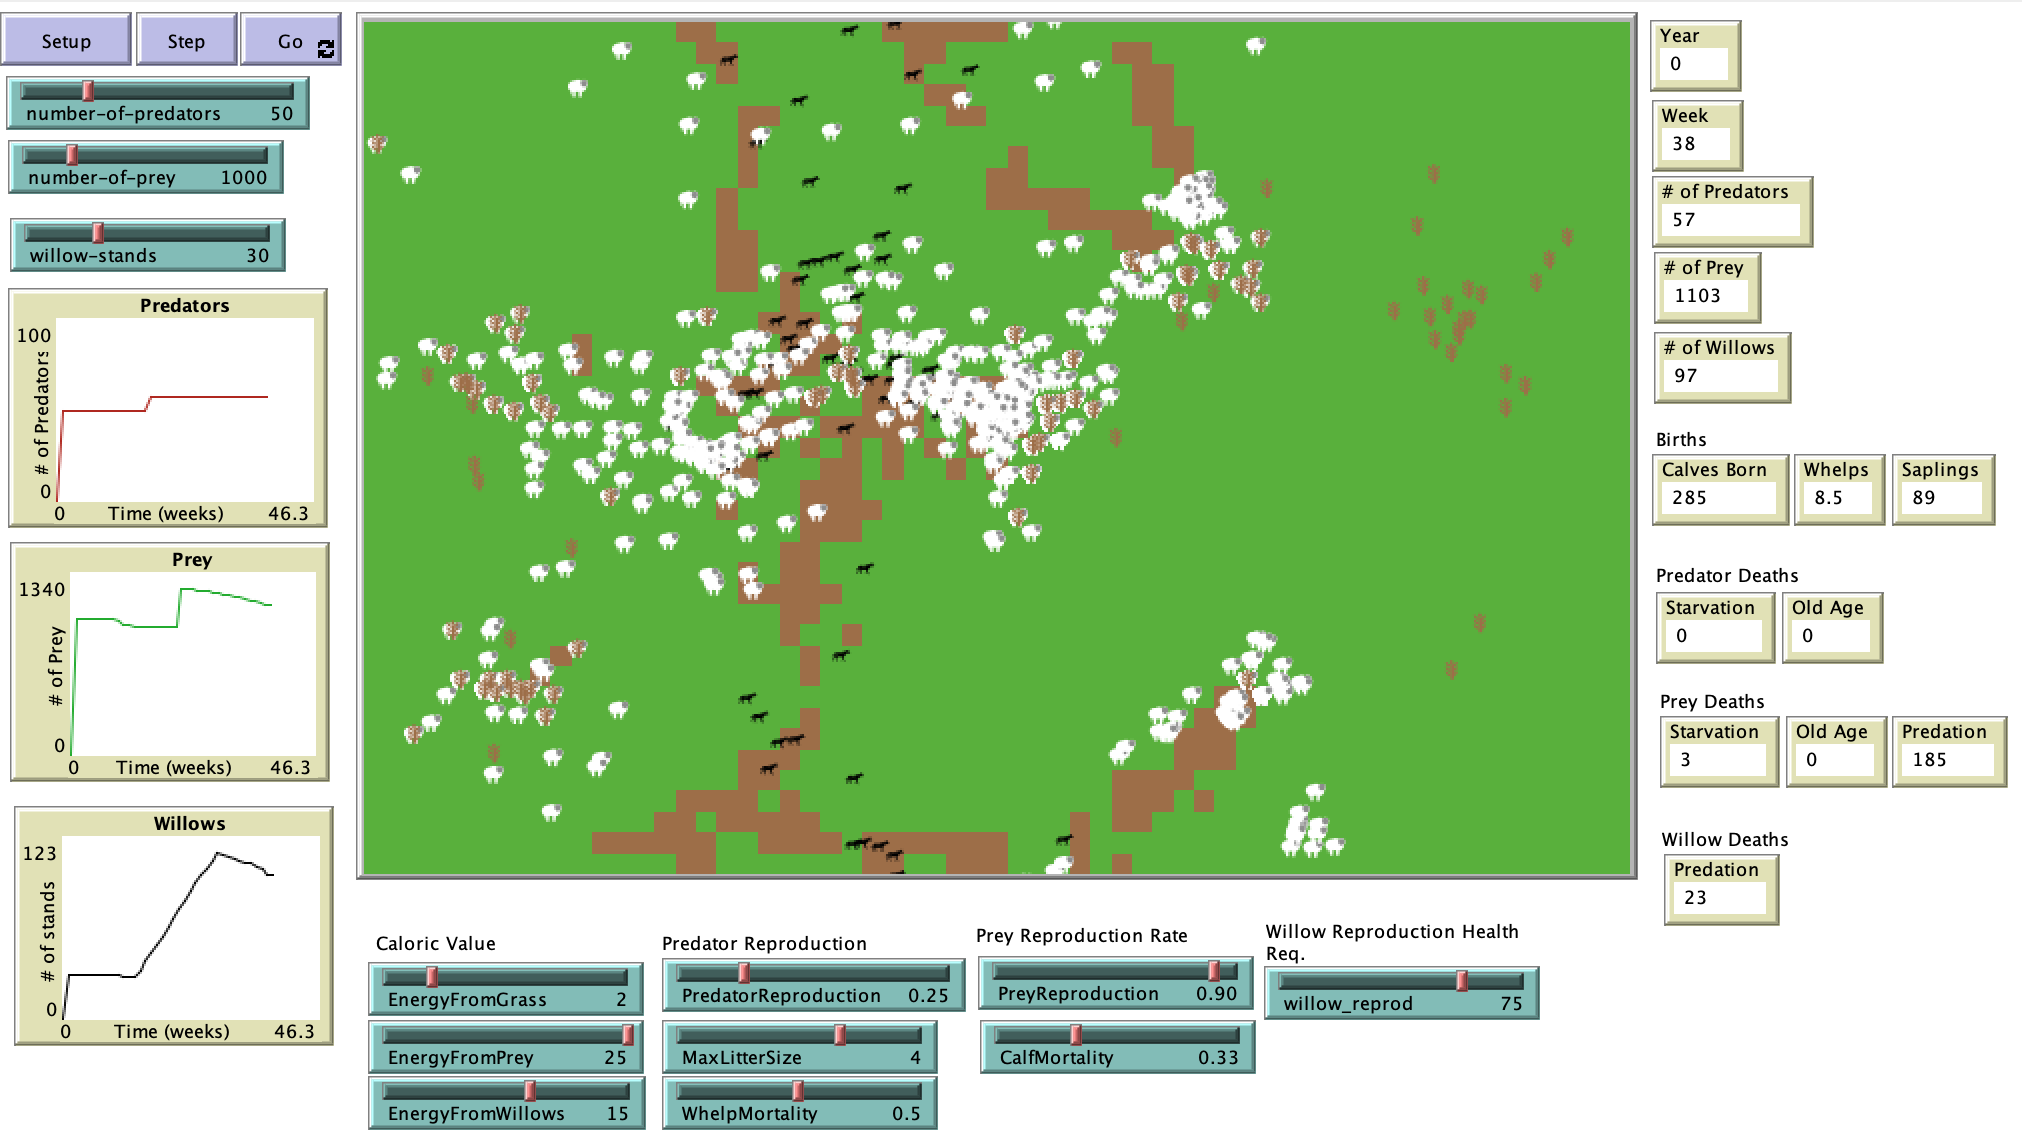 Setup
Step
Go
number-of-predators 50
number-of-prey 1000
willow-stands 30
Predators
100
# of Predators
0
0 Time (weeks) 46.3
Prey
1340
# of Prey
0
0 Time (weeks) 46.3
Willows
123
# of stands
0
0 Time (weeks) 46.3
Year
0
Week
38
# of Predators
57
# of Prey
1103
# of Willows
97
Births
Calves Born
285
Whelps
8.5
Saplings
89
Predator Deaths
Starvation
0
Old Age
0
Prey Deaths
Starvation
3
Old Age
0
Predation
185
Willow Deaths
Predation
23
Caloric Value
EnergyFromGrass 2
EnergyFromPrey 25
EnergyFromWillows 15
Predator Reproduction
PredatorReproduction 0.25
MaxLitterSize 4
WhelpMortality 0.5
Prey Reproduction Rate
PreyReproduction 0.90
CalfMortality 0.33
Willow Reproduction Health
Req.
willow_reprod 75